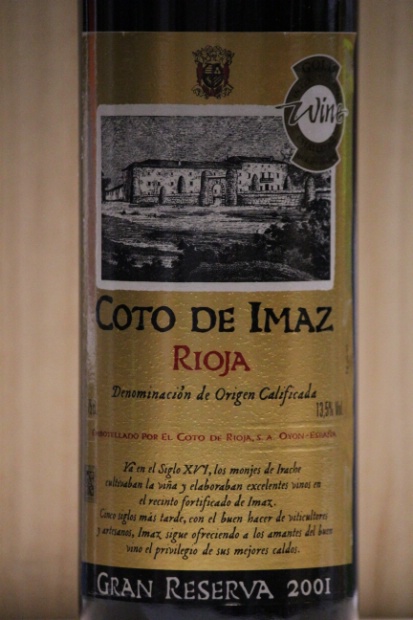 Wine
COTO DE IMAZ
RIOJA
Denominación de Origen Calificada
13,5% Vol.
EMBOTELLADO POR EL COTO DE RIOJA, S. A. OYON-ESPAÑA
Ya en el Siglo XVI, los monjes de Irache
cultivaban la viña y elaboraban excelentes vinos en
el recinto fortificado de Imaz.
Cinco siglos más tarde, con el buen hacer de viticultores
y artesanos, Imaz sigue ofreciendo a los amantes del buen
vino el privilegio de sus mejores caldos.
GRAN RESERVA 2001